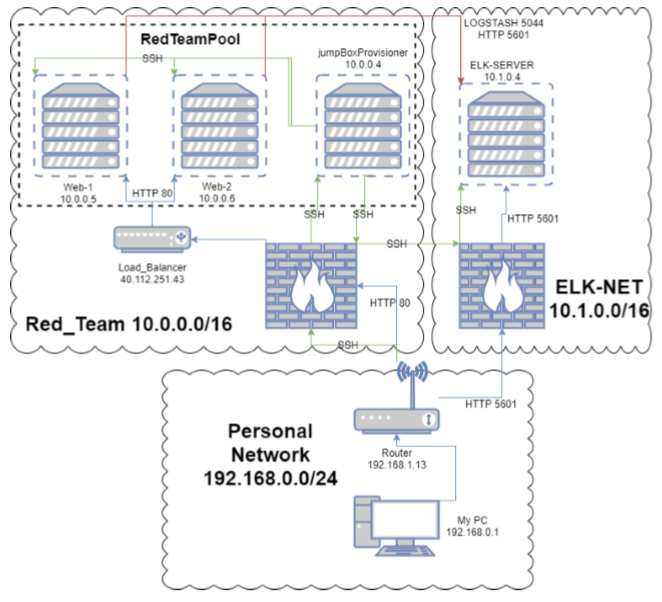 LOGSTASH 5044
HTTP 5601
RedTeamPool
jumpBoxProvisioner
10.0.0.4
SSH
ELK-SERVER
10.1.0.4
Web-1
10.0.0.5
HTTP 80
Web-2
10.0.0.6
SSH
SSH
SSH
HTTP 5601
SSH
Load_Balancer
40.112.251.43
HTTP 80
ELK-NET
10.1.0.0/16
Red_Team 10.0.0.0/16
SSH
HTTP 5601
Personal
Network
192.168.0.0/24
Router
192.168.1.13
My PC
192.168.0.1